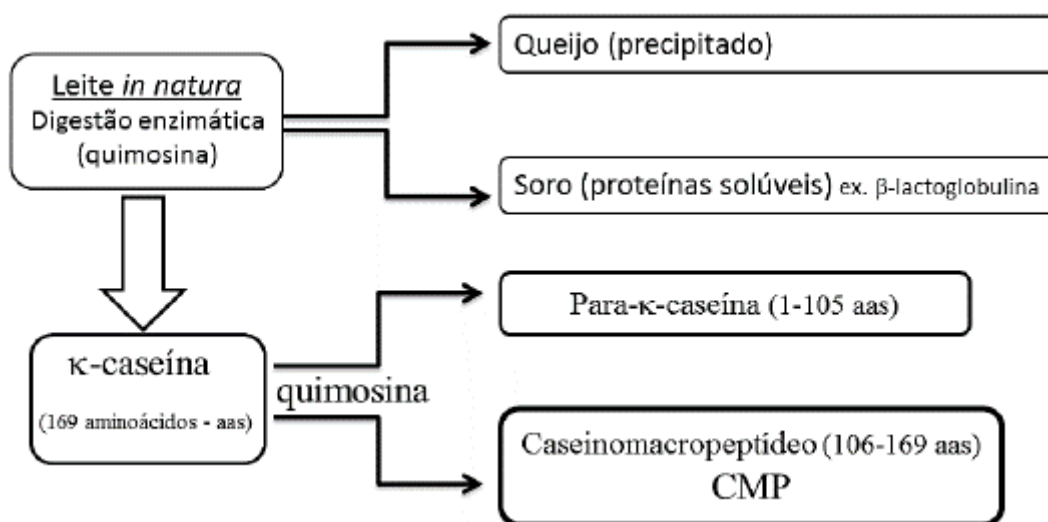 Leite in natura
Digestão enzimática
(quimosina)
Queijo (precipitado)
Soro (proteínas solúveis) ex. β-lactoglobulina
κ-caseína
(169 aminoácidos - aas)
quimosina
Para-κ-caseína (1-105 aas)
Caseinomacropeptídeo (106-169 aas)
CMP